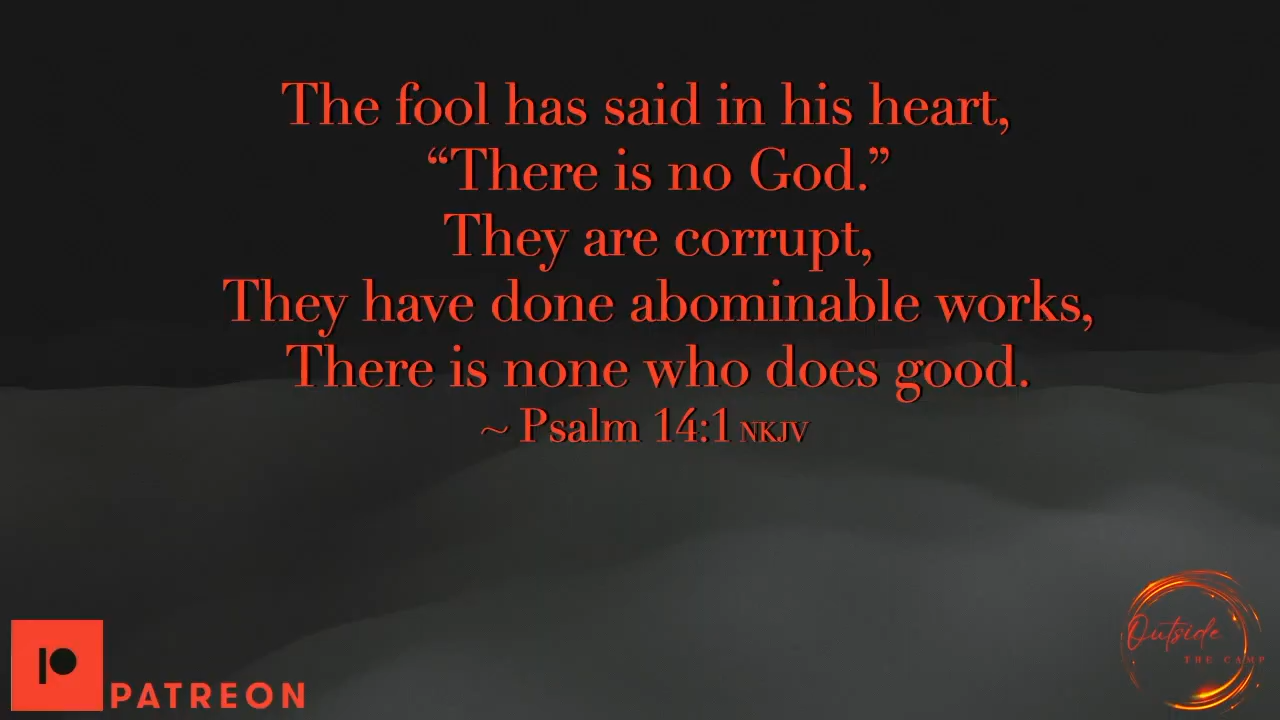 The fool has said in his heart,
“There is no God.”
They are corrupt,
They have done abominable works,
There is none who does good.
~ Psalm 14:1 NKJV
PATREON
Outside
THE CAMP